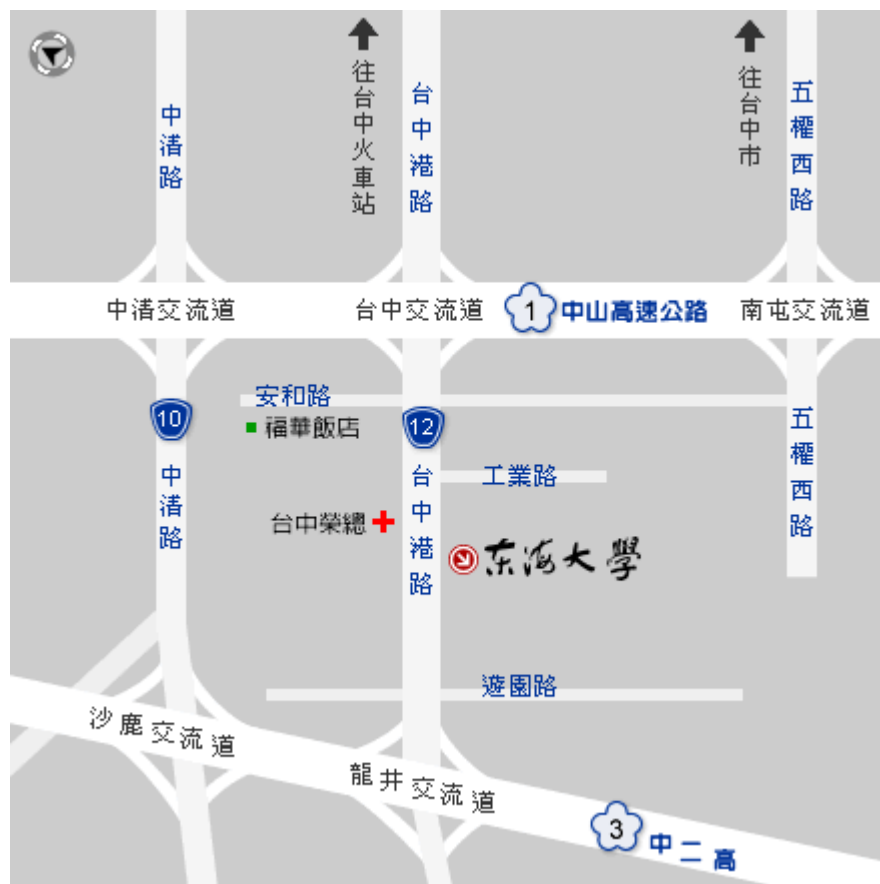 往台中火車站
往台中市
中清路
台中港路
五權西路
中清交流道
台中交流道
1
中山高速公路
南屯交流道
安和路
10
福華飯店
12
五權西路
中清路
台中港路
工業路
台中榮總
东海大學
遊園路
沙鹿交流道
龍井交流道
3
中二高